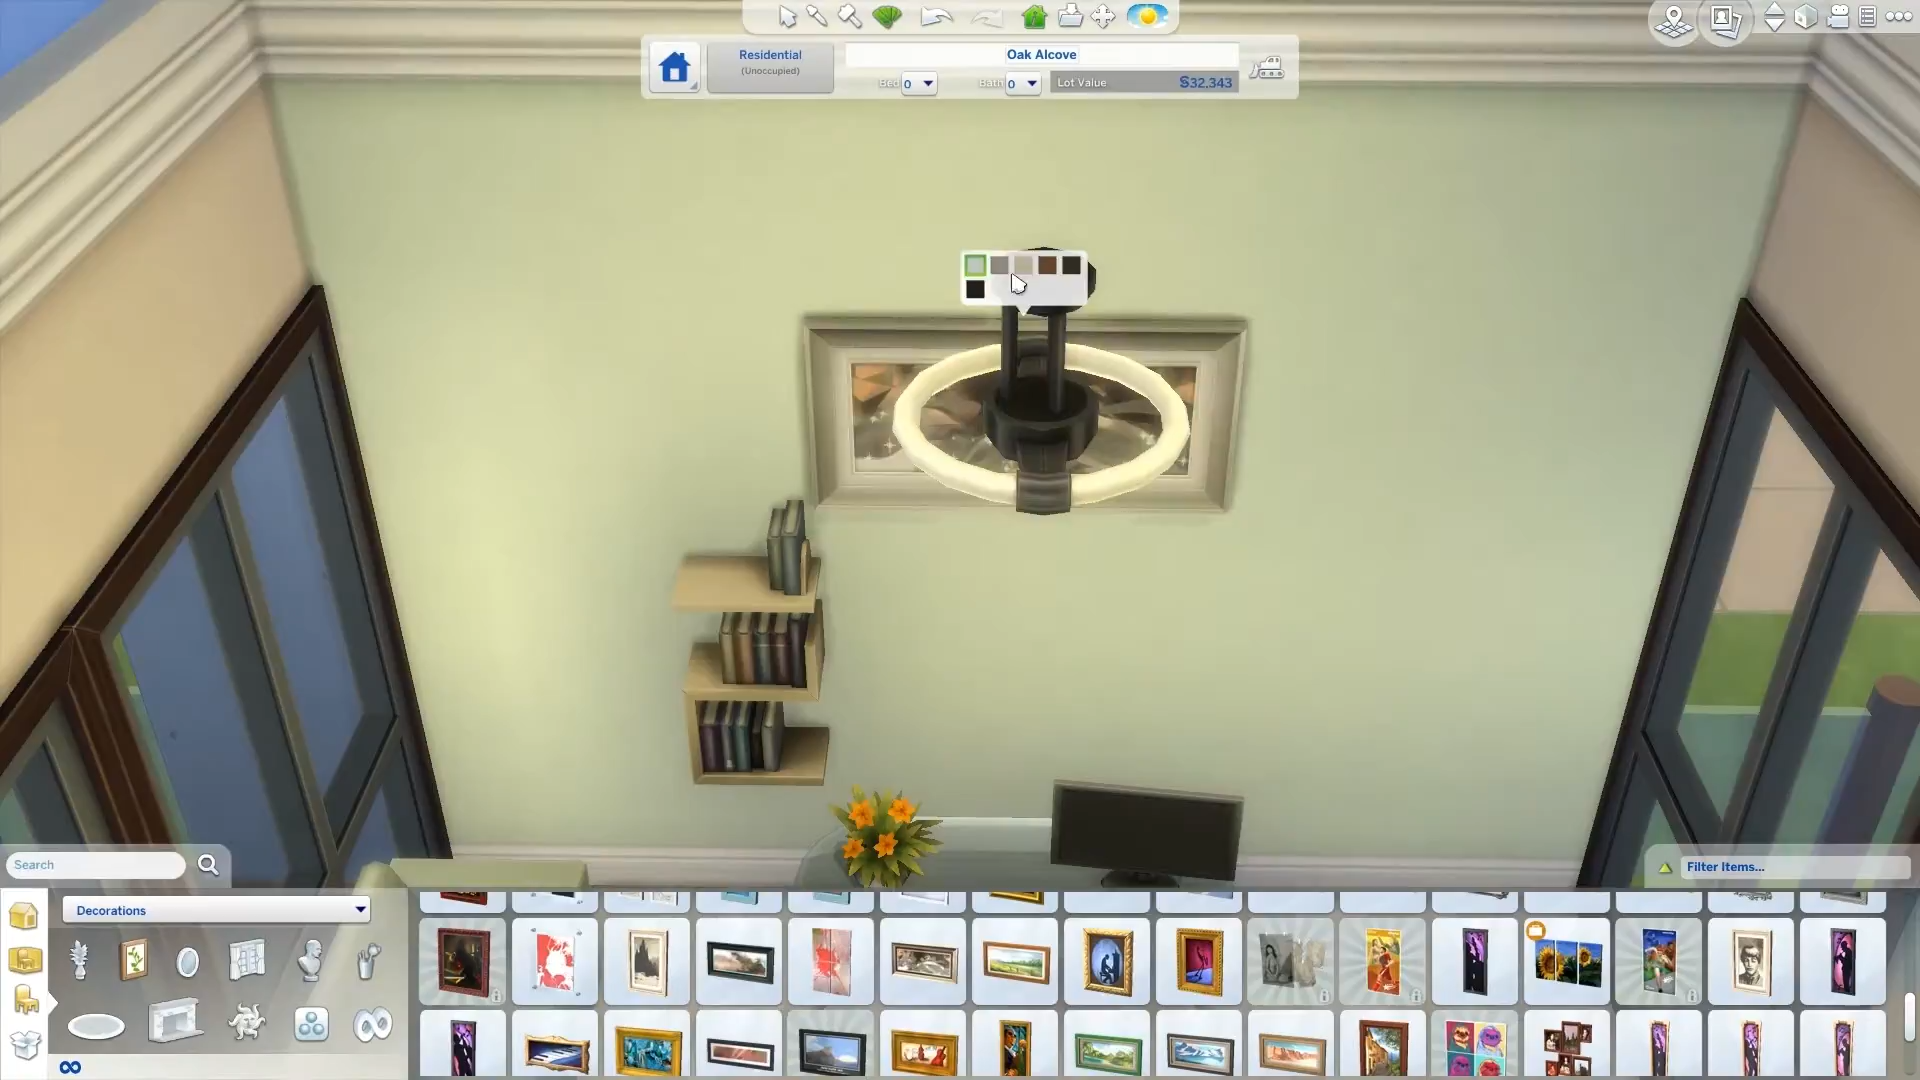 Residential
(Unoccupied)
Oak Alcove
Bed 0
Bath 0
Lot Value
§32,343
Search
Filter Items...
Decorations